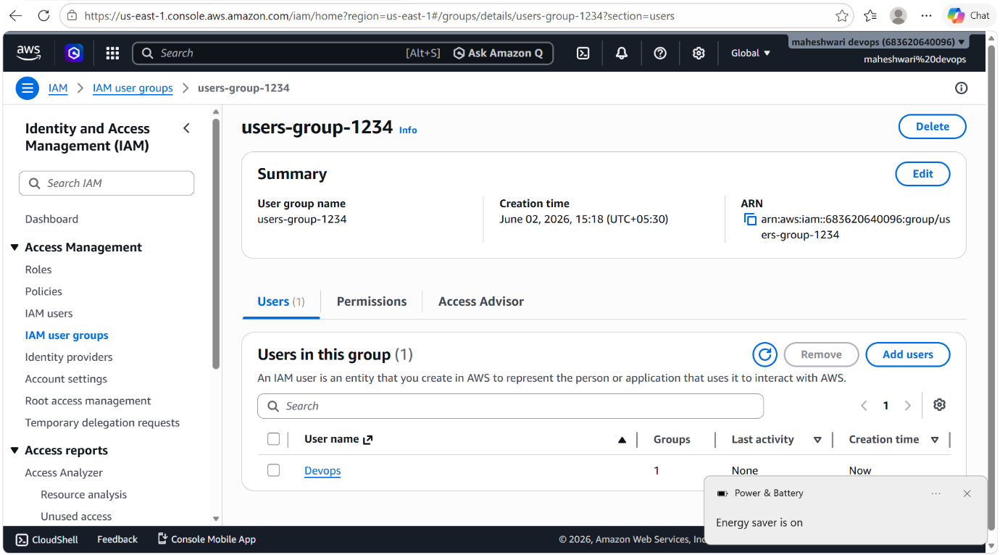 https://us-east-1.console.aws.amazon.com/iam/home?region=us-east-1#/groups/details/users-group-1234?section=users
Chat
aws
Search
[Alt+S]
Ask Amazon Q
Global
maheshwari devops (683620640096)
maheshwari%20devops
IAM
IAM user groups
users-group-1234
Identity and Access
Management (IAM)
Search IAM
Dashboard
Access Management
Roles
Policies
IAM users
IAM user groups
Identity providers
Account settings
Root access management
Temporary delegation requests
Access reports
Access Analyzer
Resource analysis
Unused access
users-group-1234 Info
Delete
Summary
Edit
User group name
users-group-1234
Creation time
June 02, 2026, 15:18 (UTC+05:30)
ARN
arn:aws:iam::683620640096:group/us
ers-group-1234
Users (1)
Permissions
Access Advisor
Users in this group (1)
Remove
Add users
An IAM user is an entity that you create in AWS to represent the person or application that uses it to interact with AWS.
Search
1
User name
Groups
Last activity
Creation time
Devops
1
None
Now
Power & Battery
Energy saver is on
CloudShell
Feedback
Console Mobile App
© 2026, Amazon Web Services,